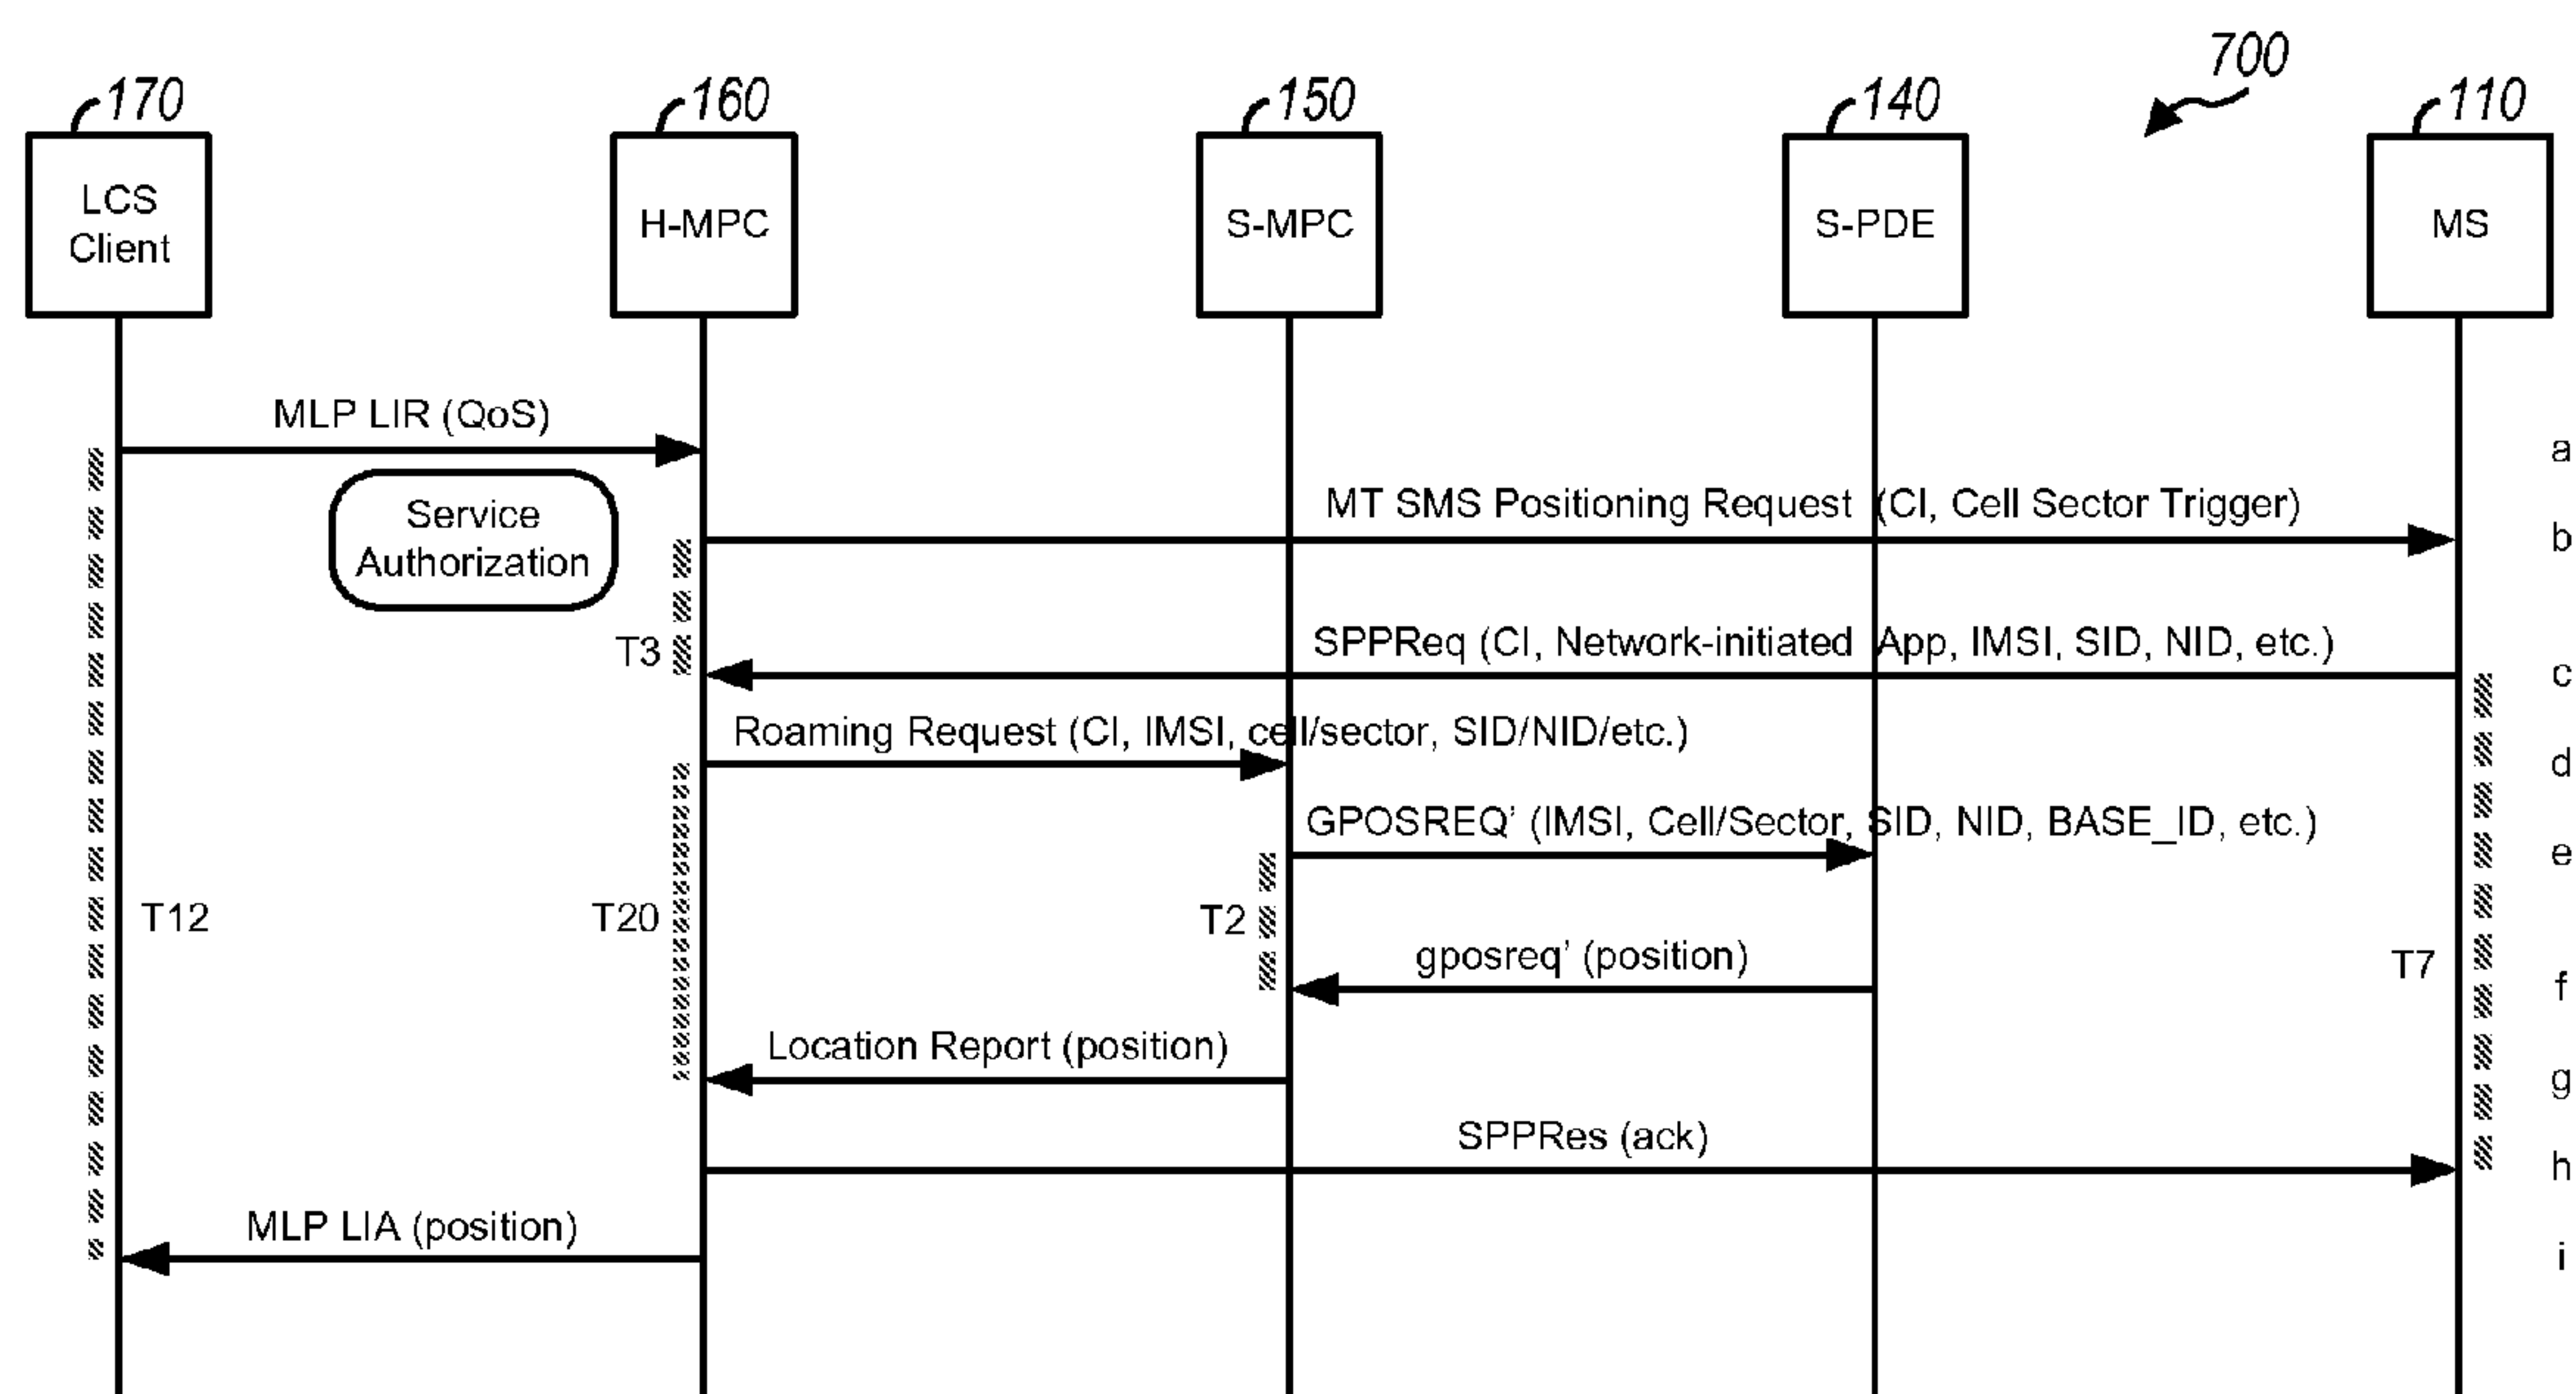 700
170
160
150
140
110
LCS
Client
H-MPC
S-MPC
S-PDE
MS
MLP LIR (QoS)
a
Service
Authorization
MT SMS Positioning Request (CI, Cell Sector Trigger)
b
T3
SPPReq (CI, Network-initiated App, IMSI, SID, NID, etc.)
c
Roaming Request (CI, IMSI, cell/sector, SID/NID/etc.)
d
GPOSREQ' (IMSI, Cell/Sector, SID, NID, BASE_ID, etc.)
e
T12
T20
T2
T7
gposreq' (position)
f
Location Report (position)
g
SPPRes (ack)
h
MLP LIA (position)
i